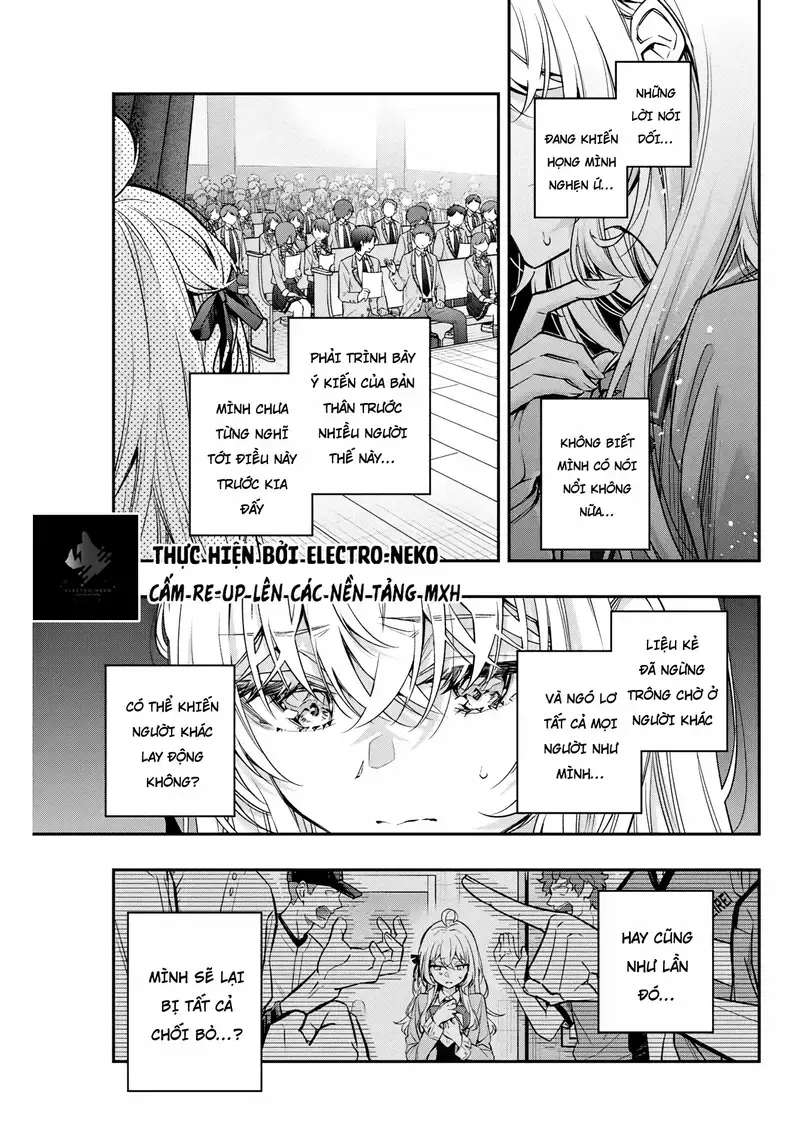 NHỮNG
LỜI NÓI
DỐI...
ĐANG KHIẾN
HỌNG MÌNH
NGHẸN Ứ...
KHÔNG BIẾT
MÌNH CÓ NÓI
NỔI KHÔNG
NỮA...
PHẢI TRÌNH BÀY
Ý KIẾN CỦA BẢN
THÂN TRƯỚC
NHIỀU NGƯỜI
THẾ NÀY...
MÌNH CHƯA
TỪNG NGHĨ
TỚI ĐIỀU NÀY
TRƯỚC KIA
ĐẤY
ELECTRO-NEKO
THỰC HIỆN BỞI ELECTRO-NEKO
CẤM RE-UP LÊN CÁC NỀN TẢNG MXH
LIỆU KẺ
ĐÃ NGỪNG
TRÔNG CHỜ Ở
NGƯỜI KHÁC
VÀ NGÓ LƠ
TẤT CẢ MỌI
NGƯỜI NHƯ
MÌNH...
CÓ THỂ KHIẾN
NGƯỜI KHÁC
LAY ĐỘNG
KHÔNG?
HAY CŨNG
NHƯ LẦN
ĐÓ...
MÌNH SẼ LẠI
BỊ TẤT CẢ
CHỐI BỎ...?